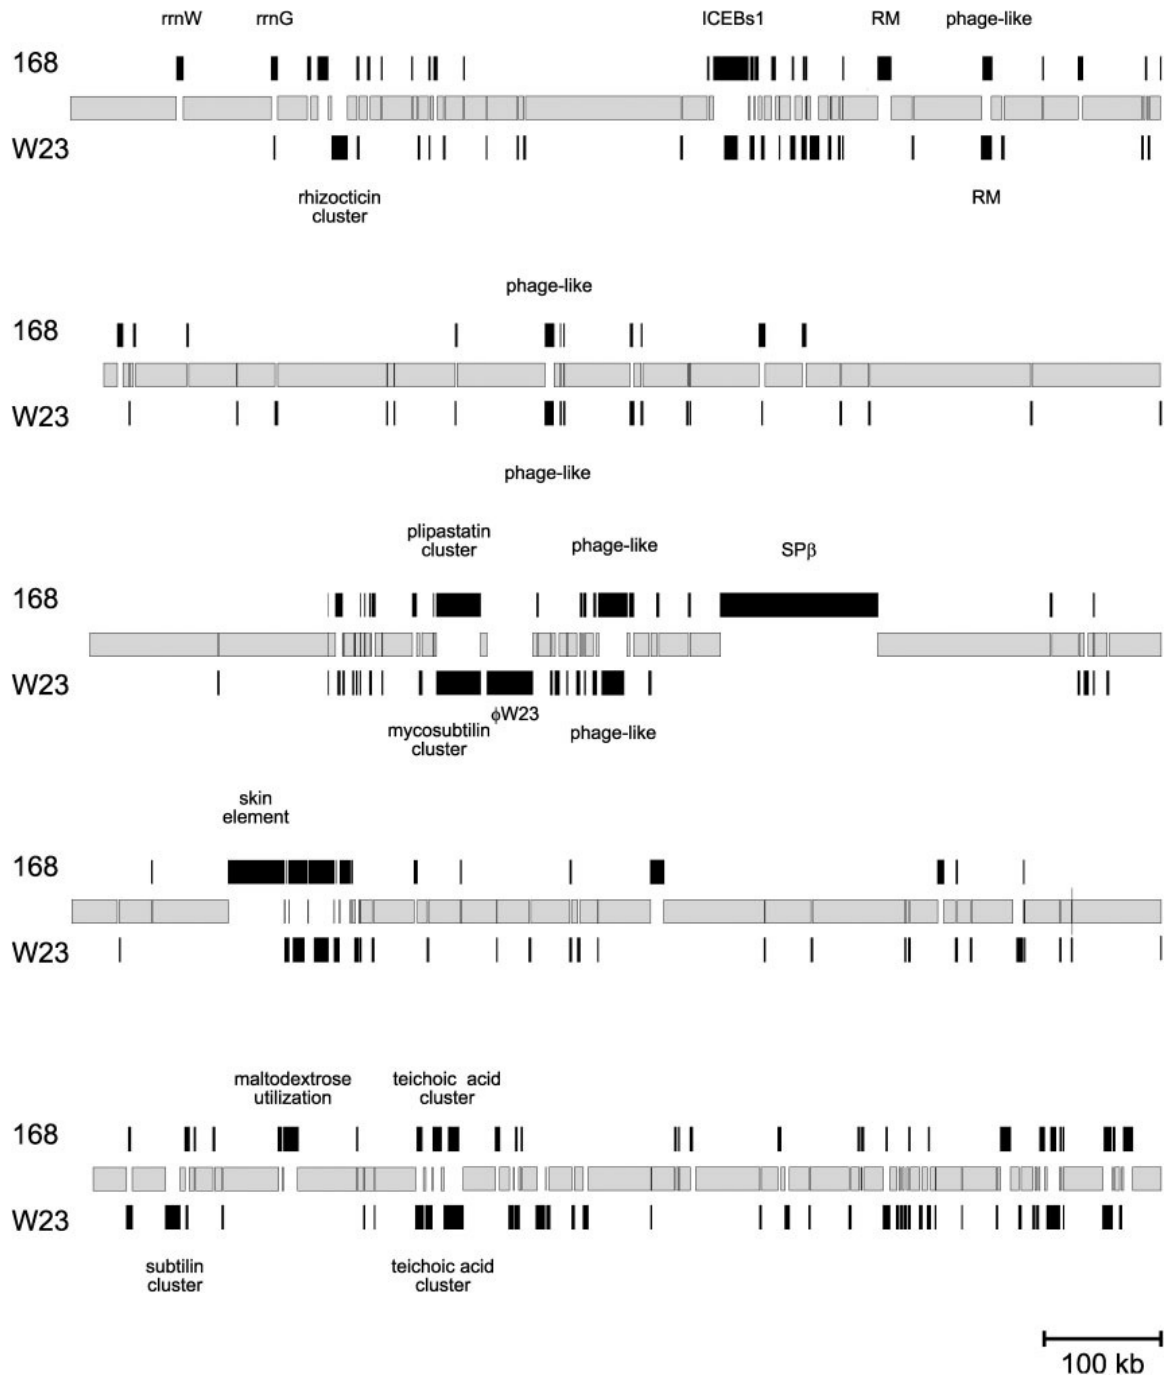 rrnW rrnG ICEBs1 RM phage-like
168
W23
rhizocticin
cluster
RM
phage-like
168
W23
phage-like
plipastatin
cluster
phage-like
SPβ
168
W23
ϕW23
mycosubtilin
cluster
phage-like
skin
element
168
W23
maltodextrose
utilization
teichoic acid
cluster
168
W23
subtilin
cluster
teichoic acid
cluster
100 kb